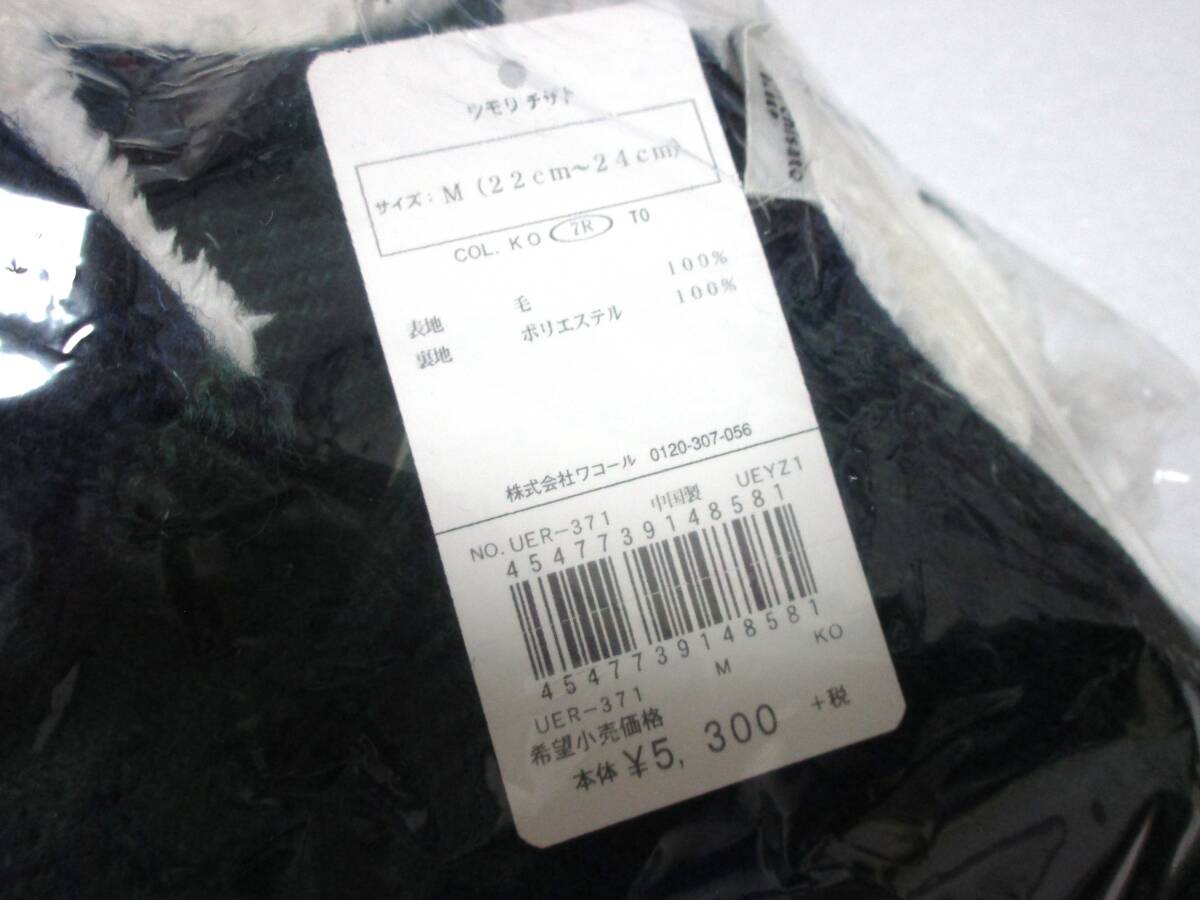 ツモリ チサト
サイズ: M (22cm～24cm)
COL. KO 7R TO
表地 毛 100%
裏地 ポリエステル 100%
株式会社ワコール 0120-307-056
NO. UER-371 中国製 UEYZ1
4547739148581
4547739148581
UER-371 M KO
希望小売価格
本体 ¥5,300 +税